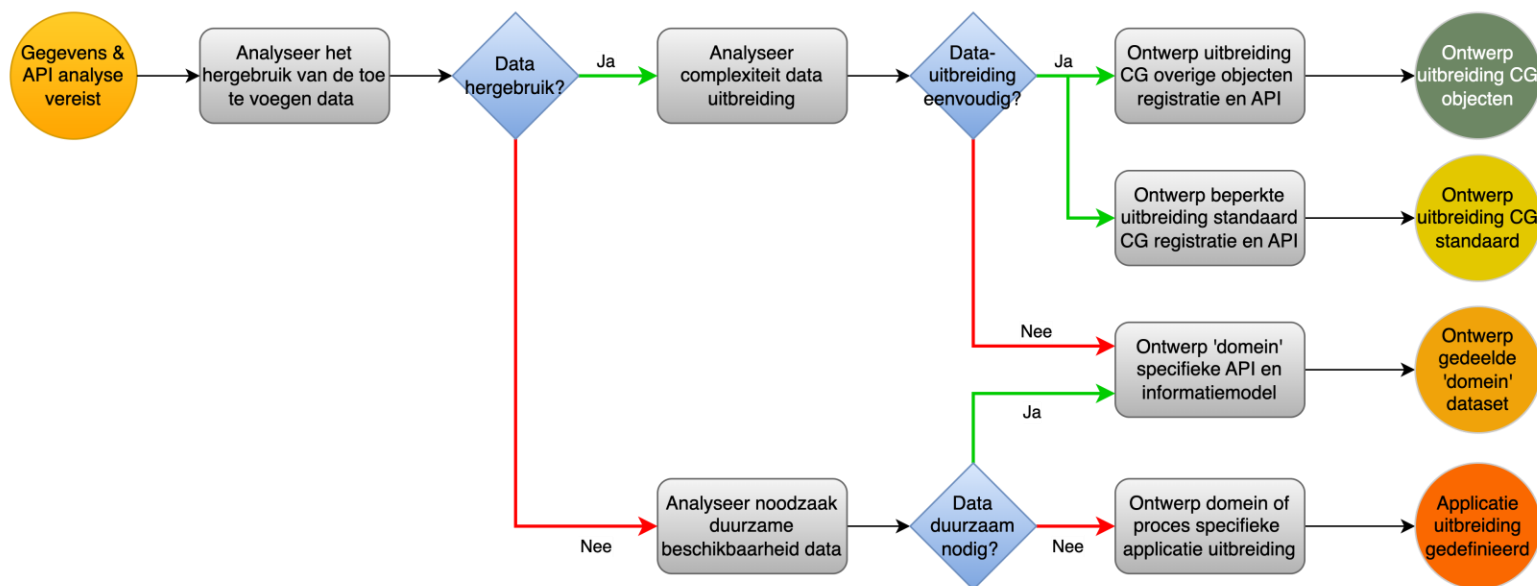 Gegevens &
API analyse
vereist
Analyseer het
hergebruik van de toe
te voegen data
Data
hergebruik?
Ja
Analyseer
complexiteit data
uitbreiding
Data-
uitbreiding
eenvoudig?
Ja
Ontwerp uitbreiding
CG overige objecten
registratie en API
Ontwerp
uitbreiding CG
objecten
Ontwerp beperkte
uitbreiding standaard
CG registratie en API
Ontwerp
uitbreiding CG
standaard
Nee
Ontwerp 'domein'
specifieke API en
informatiemodel
Ontwerp
gedeelde
'domein'
dataset
Ja
Nee
Analyseer noodzaak
duurzame
beschikbaarheid data
Data
duurzaam
nodig?
Nee
Ontwerp domein of
proces specifieke
applicatie uitbreiding
Applicatie
uitbreiding
gedefinieerd